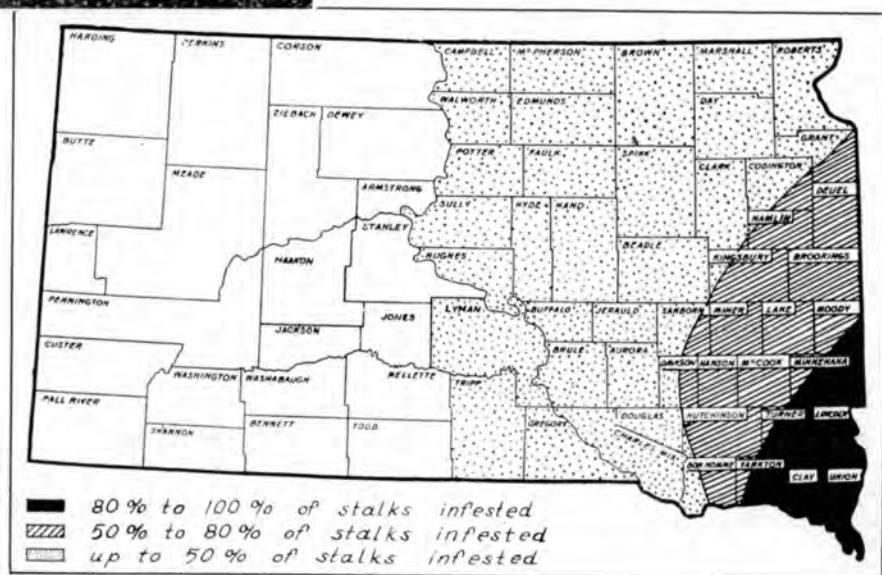 HARDING PERKINS CORSON CAMPBELL McPHERSON BROWN MARSHALL ROBERTS
WALWORTH EDMUNDS DAY
ZIEBACH DEWEY GRANT
BUTTE POTTER FAULK SPINK CLARK CODINGTON
MEADE ARMSTRONG DEUEL
SULLY HYDE HAND HAMLIN
LAWRENCE STANLEY
HUGHES BEADLE KINGSBURY BROOKINGS
HAAKON
PENNINGTON LYMAN BUFFALO JERAULD SANBORN MINER LAKE MOODY
JACKSON JONES
CUSTER BRULE AURORA DAVISON HANSON McCOOK MINNEHAHA
WASHINGTON WASHABAUGH MELLETTE TRIPP
FALL RIVER GREGORY DOUGLAS HUTCHINSON TURNER LINCOLN
SHANNON BENNETT TODD CHARLES MIX
BON HOMME YANKTON CLAY UNION
80% to 100% of stalks infested
50% to 80% of stalks infested
up to 50% of stalks infested